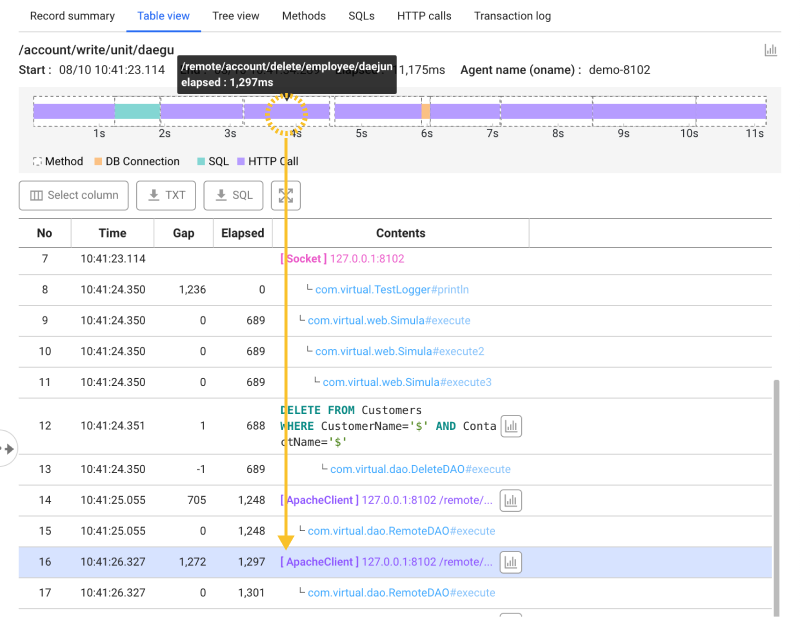 Record summary Table view Tree view Methods SQLs HTTP calls Transaction log
/account/write/unit/daegu
/remote/account/delete/employee/daejun
elapsed : 1,297ms
Start : 08/10 10:41:23.114 11,175ms Agent name (oname) : demo-8102
1s 2s 3s 4s 5s 6s 7s 8s 9s 10s 11s
Method DB Connection SQL HTTP Call
Select column TXT SQL
No Time Gap Elapsed Contents
7 10:41:23.114 [ Socket ] 127.0.0.1:8102
8 10:41:24.350 1,236 0 └ com.virtual.TestLogger#println
9 10:41:24.350 0 689 └ com.virtual.web.Simula#execute
10 10:41:24.350 0 689 └ com.virtual.web.Simula#execute2
11 10:41:24.350 0 689 └ com.virtual.web.Simula#execute3
12 10:41:24.351 1 688 DELETE FROM Customers
WHERE CustomerName='$' AND Conta
ctName='$'
13 10:41:24.350 -1 689 └ com.virtual.dao.DeleteDAO#execute
14 10:41:25.055 705 1,248 [ ApacheClient ] 127.0.0.1:8102 /remote/...
15 10:41:25.055 0 1,248 └ com.virtual.dao.RemoteDAO#execute
16 10:41:26.327 1,272 1,297 [ ApacheClient ] 127.0.0.1:8102 /remote/...
17 10:41:26.327 0 1,301 └ com.virtual.dao.RemoteDAO#execute